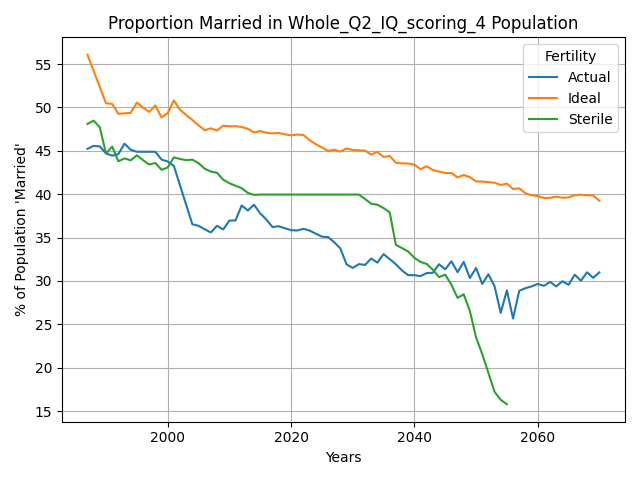 Proportion Married in Whole_Q2_IQ_scoring_4 Population
% of Population 'Married'
55
50
45
40
35
30
25
20
15
2000
2020
2040
2060
Years
Fertility
Actual
Ideal
Sterile